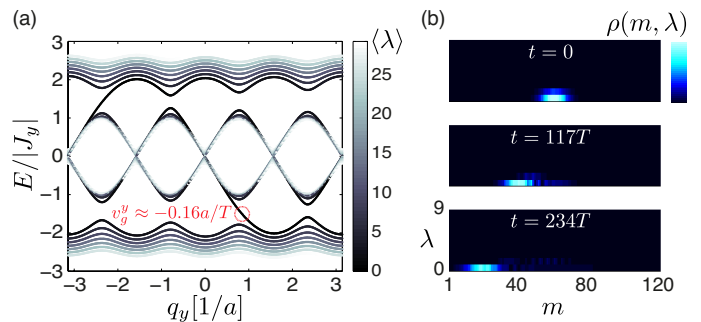 (a)
⟨λ⟩
3
2
1
0
−1
−2
−3
E/|J_y|
v_g^y ≈ −0.16a/T
−3 −2 −1 0 1 2 3
q_y[1/a]
25
20
15
10
5
0
(b)
ρ(m, λ)
t = 0
t = 117T
t = 234T
9
λ
0
1 40 80 120
m